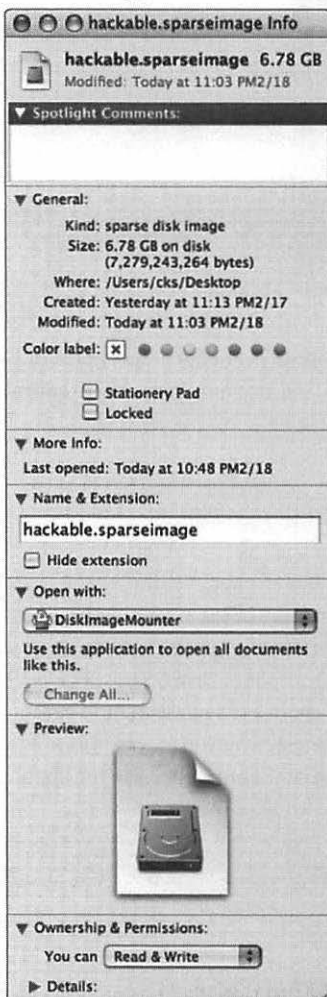 hackable.sparseimage Info
hackable.sparseimage 6.78 GB
Modified: Today at 11:03 PM2/18
Spotlight Comments:
General:
Kind: sparse disk image
Size: 6.78 GB on disk
(7,279,243,264 bytes)
Where: /Users/cks/Desktop
Created: Yesterday at 11:13 PM2/17
Modified: Today at 11:03 PM2/18
Color label:
Stationery Pad
Locked
More Info:
Last opened: Today at 10:48 PM2/18
Name & Extension:
hackable.sparseimage
Hide extension
Open with:
DiskImageMounter
Use this application to open all documents
like this.
Change All...
Preview:
Ownership & Permissions:
You can Read & Write
Details: